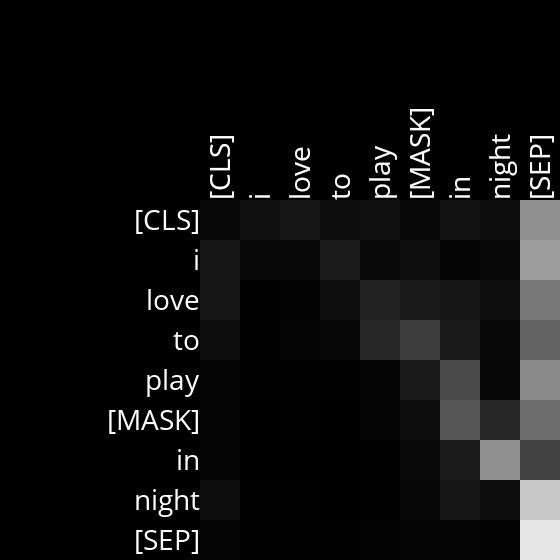 [CLS] i love to play [MASK] in night [SEP]
[CLS]
i
love
to
play
[MASK]
in
night
[SEP]